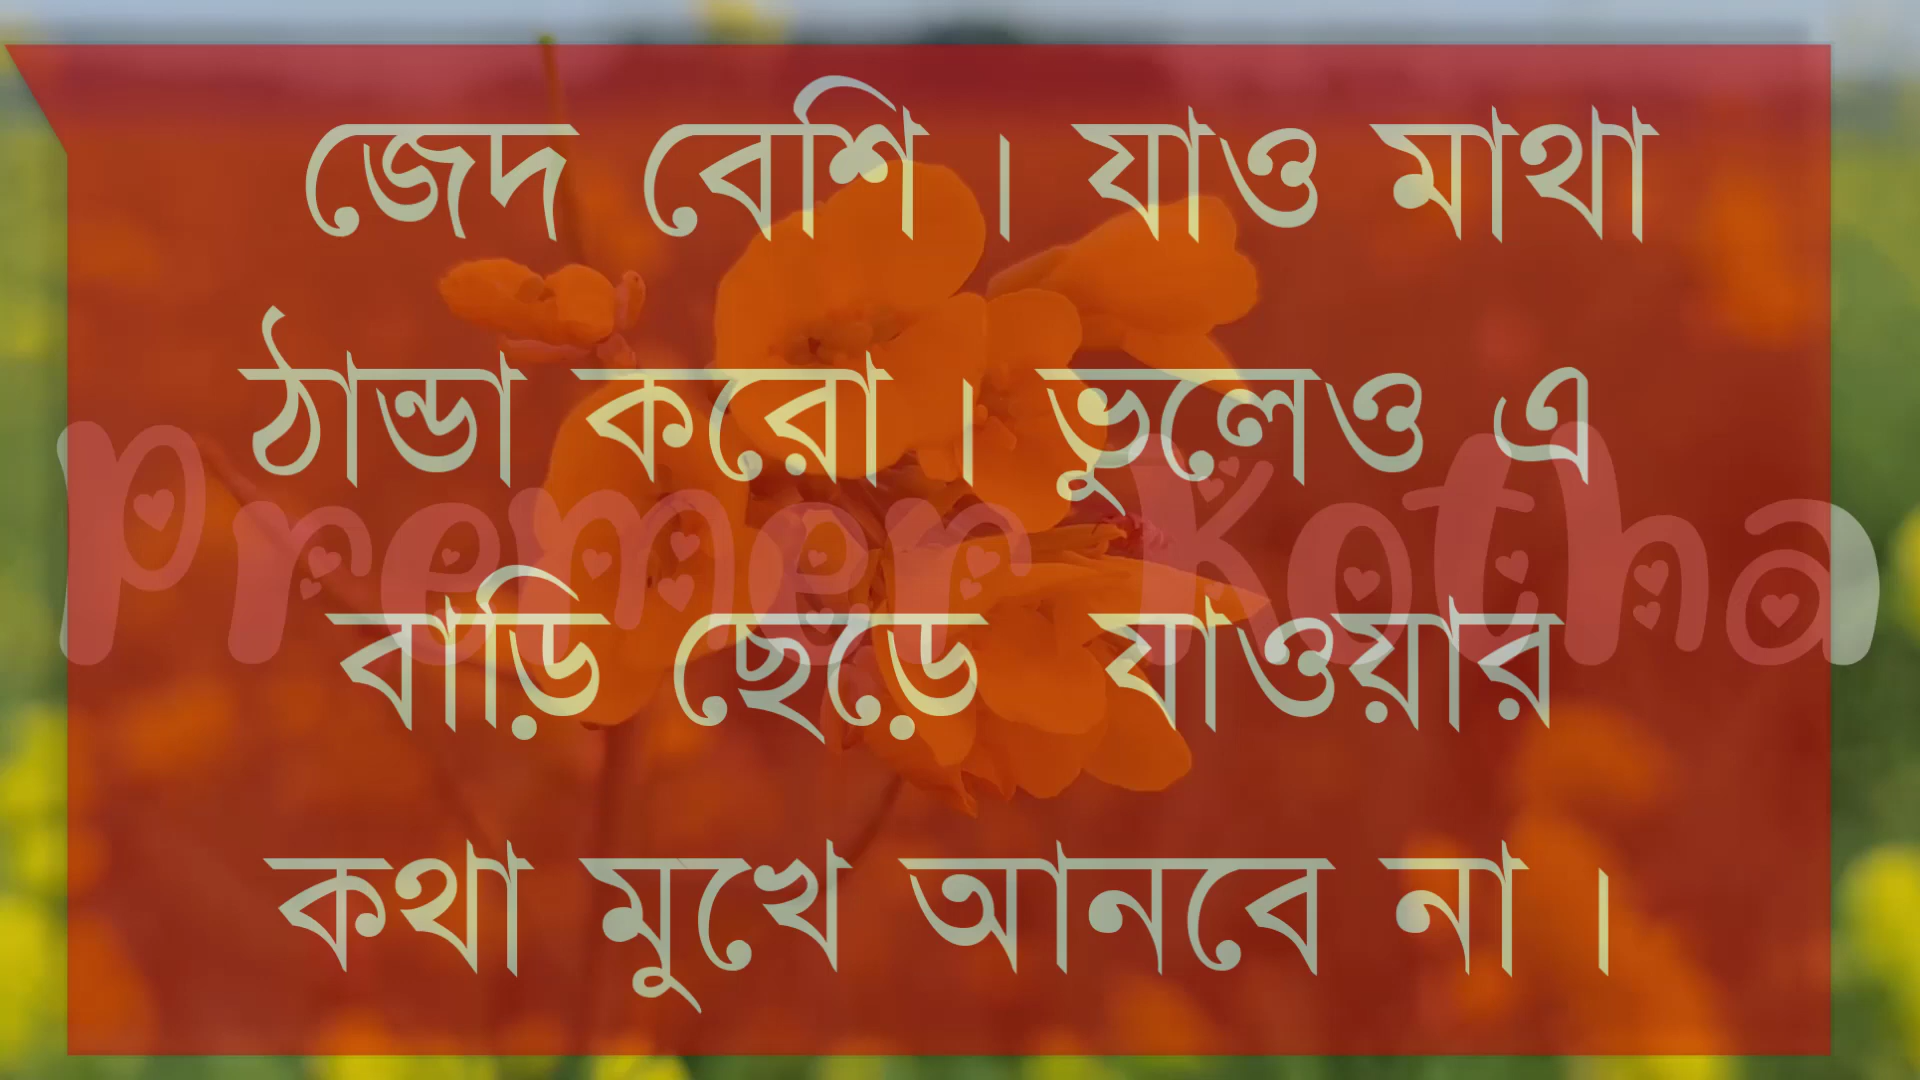 জেদ বেশি। যাও মাথা
ঠান্ডা করো। ভুলেও এ
Premer Kotha
বাড়ি ছেড়ে যাওয়ার
কথা মুখে আনবে না।